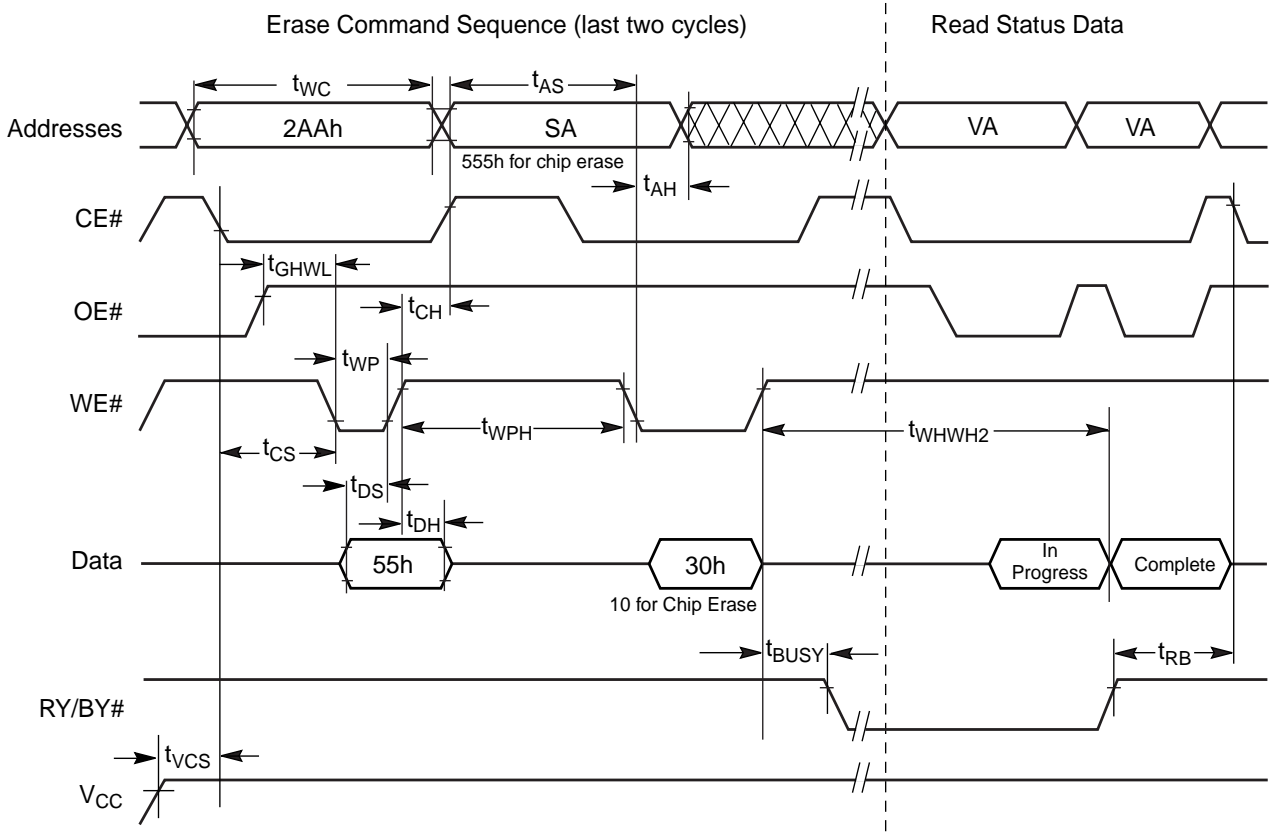 Erase Command Sequence (last two cycles)
Read Status Data
tWC
tAS
Addresses
2AAh
SA
VA
VA
555h for chip erase
tAH
CE#
tGHWL
OE#
tCH
tWP
WE#
tWPH
tWHWH2
tCS
tDS
tDH
Data
55h
30h
In
Progress
Complete
10 for Chip Erase
tBUSY
tRB
RY/BY#
tVCS
VCC